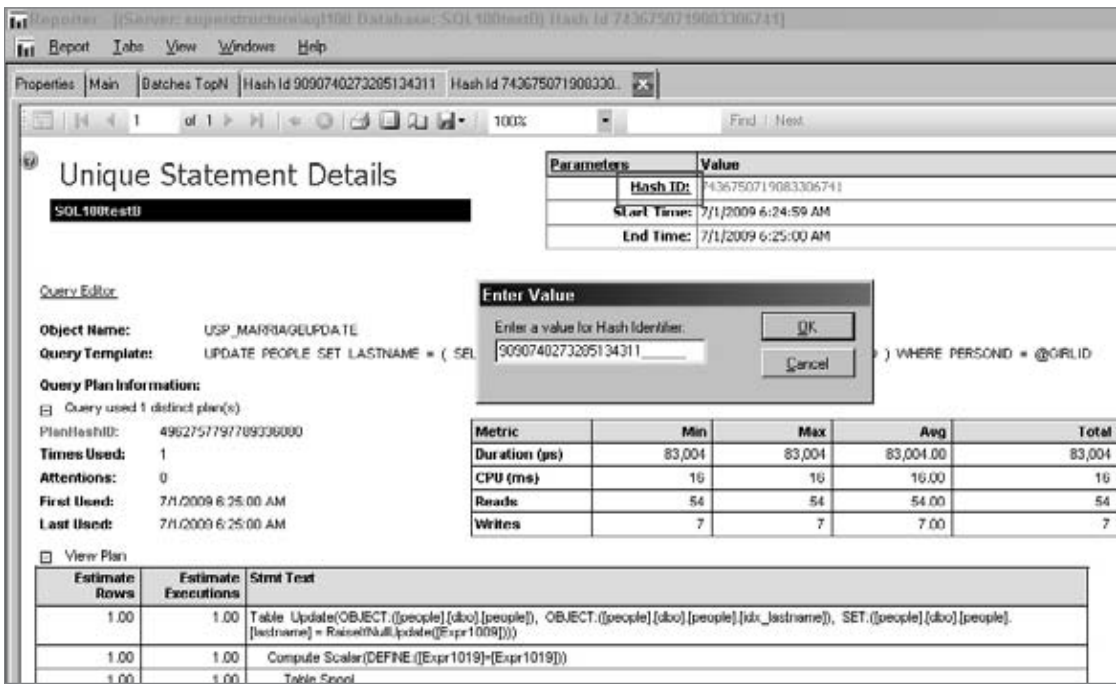 Reporter - [(Server: superstructure\sql100 Database: SQL100testD) Hash Id 7436750719083306741]
Report Tabs View Windows Help
Properties Main Batches TopN Hash Id 9090740273285134311 Hash Id 743675071908330..
1 of 1 100% Find Next
Unique Statement Details
SQL100testD
Parameters Value
Hash ID: 7436750719083306741
Start Time: 7/1/2009 6:24:59 AM
End Time: 7/1/2009 6:25:00 AM
Query Editor
Enter Value
Enter a value for Hash Identifier.
9090740273285134311______
OK
Cancel
Object Name: USP_MARRIAGEUPDATE
Query Template: UPDATE PEOPLE SET LASTNAME = ( SEL ) WHERE PERSONID = @GIRLID
Query Plan Information:
Query used 1 distinct plan(s)
PlanHashID: 4962757797789336080
Times Used: 1
Attentions: 0
First Used: 7/1/2009 6:25:00 AM
Last Used: 7/1/2009 6:25:00 AM
Metric Min Max Avg Total
Duration (µs) 83,004 83,004 83,004.00 83,004
CPU (ms) 16 16 16.00 16
Reads 54 54 54.00 54
Writes 7 7 7.00 7
View Plan
Estimate Rows Estimate Executions Stmt Text
1.00 1.00 Table Update(OBJECT:([people].[dbo].[people]), OBJECT:([people].[dbo].[people].[idx_lastname]), SET:([people].[dbo].[people].
[lastname] = RaiseIfNullUpdate([Expr1009])))
1.00 1.00 Compute Scalar(DEFINE:([Expr1019]=[Expr1019]))
1.00 1.00 Table Spool